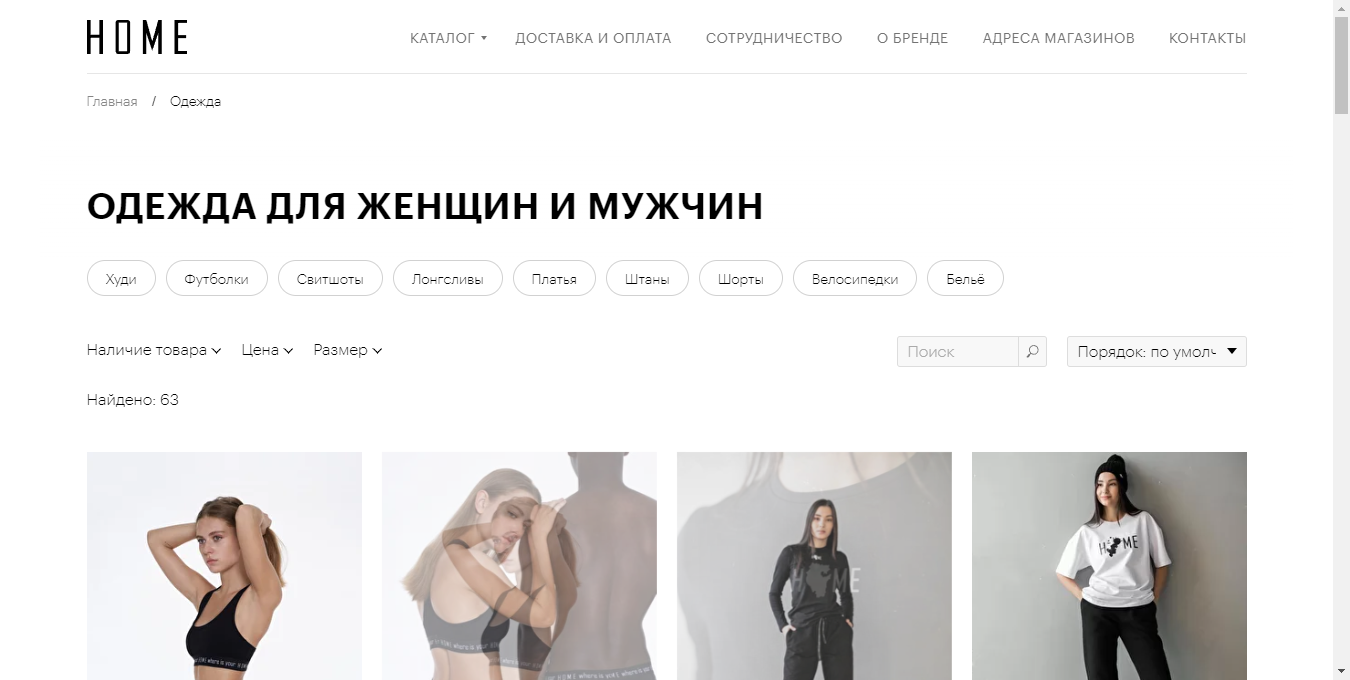 HOME
КАТАЛОГ
ДОСТАВКА И ОПЛАТА
СОТРУДНИЧЕСТВО
О БРЕНДЕ
АДРЕСА МАГАЗИНОВ
КОНТАКТЫ
Главная / Одежда
ОДЕЖДА ДЛЯ ЖЕНЩИН И МУЖЧИН
Худи
Футболки
Свитшоты
Лонгсливы
Платья
Штаны
Шорты
Велосипедки
Бельё
Наличие товара
Цена
Размер
Поиск
Порядок: по умолч
Найдено: 63